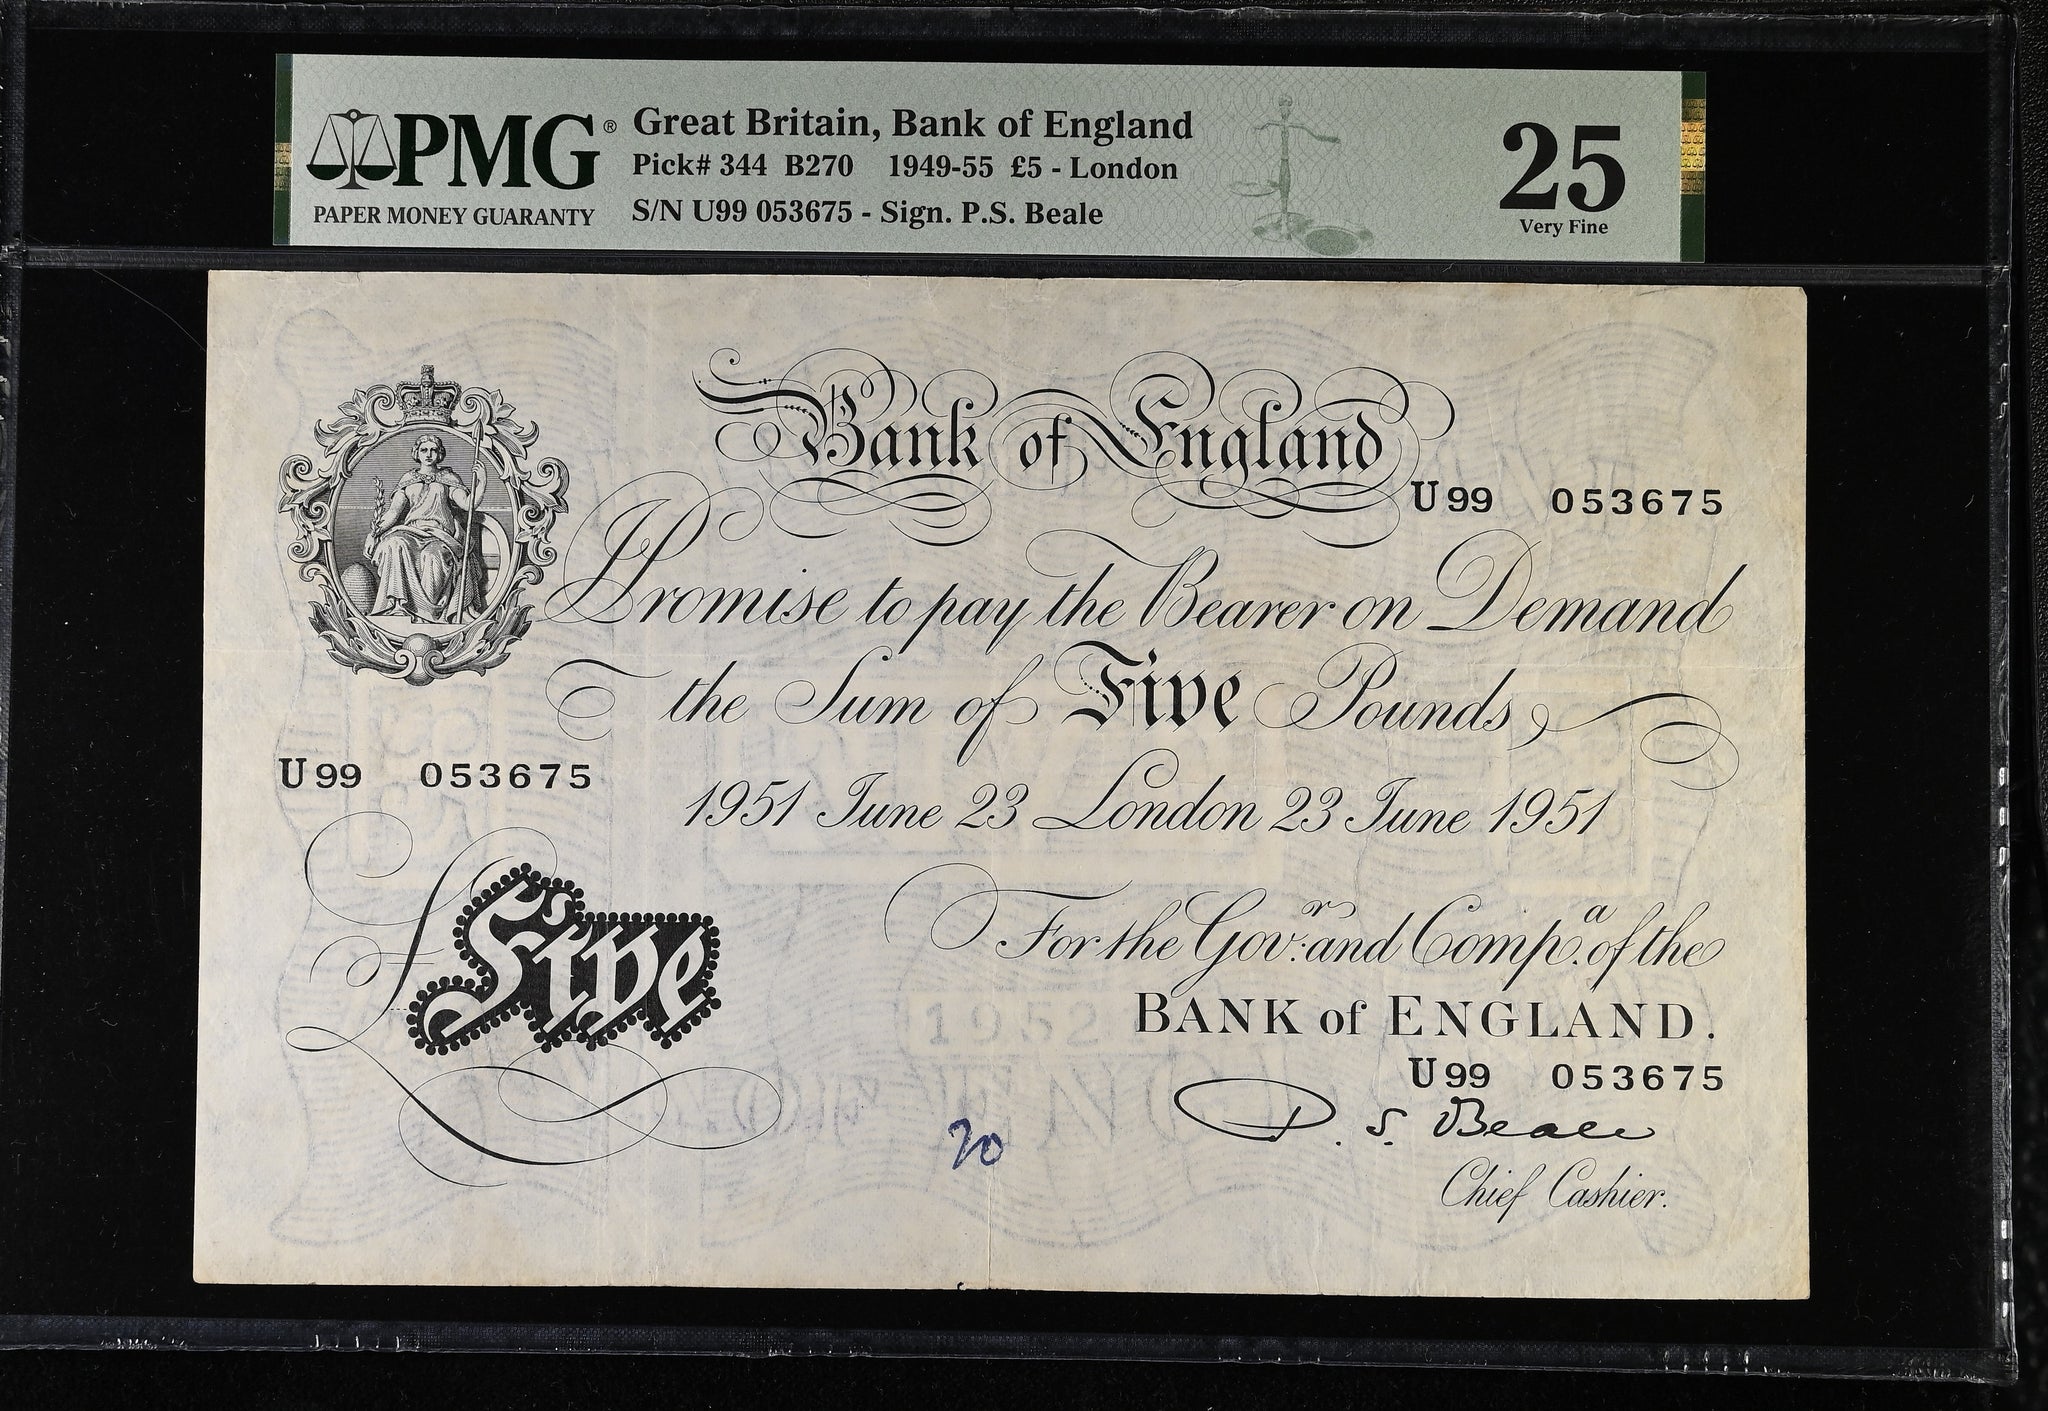 PMG® Great Britain, Bank of England
PAPER MONEY GUARANTY
Pick# 344 B270 1949-55 £5 - London
S/N U99 053675 - Sign. P.S. Beale
25
Very Fine
Bank of England
U99 053675
Promise to pay the Bearer on Demand
the Sum of Five Pounds
U99 053675
1951 June 23 London 23 June 1951
£Five
For the Govr. and Compa. of the
BANK of ENGLAND.
U99 053675
P. S. Beale
Chief Cashier.
20
1952